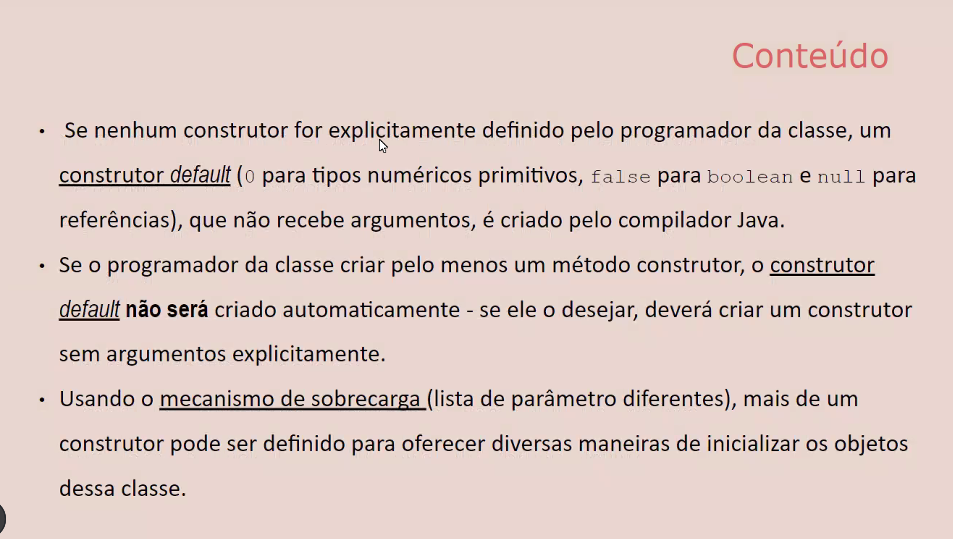 Conteúdo
• Se nenhum construtor for explicitamente definido pelo programador da classe, um
construtor default (0 para tipos numéricos primitivos, false para boolean e null para
referências), que não recebe argumentos, é criado pelo compilador Java.
• Se o programador da classe criar pelo menos um método construtor, o construtor
default não será criado automaticamente - se ele o desejar, deverá criar um construtor
sem argumentos explicitamente.
• Usando o mecanismo de sobrecarga (lista de parâmetro diferentes), mais de um
construtor pode ser definido para oferecer diversas maneiras de inicializar os objetos
dessa classe.